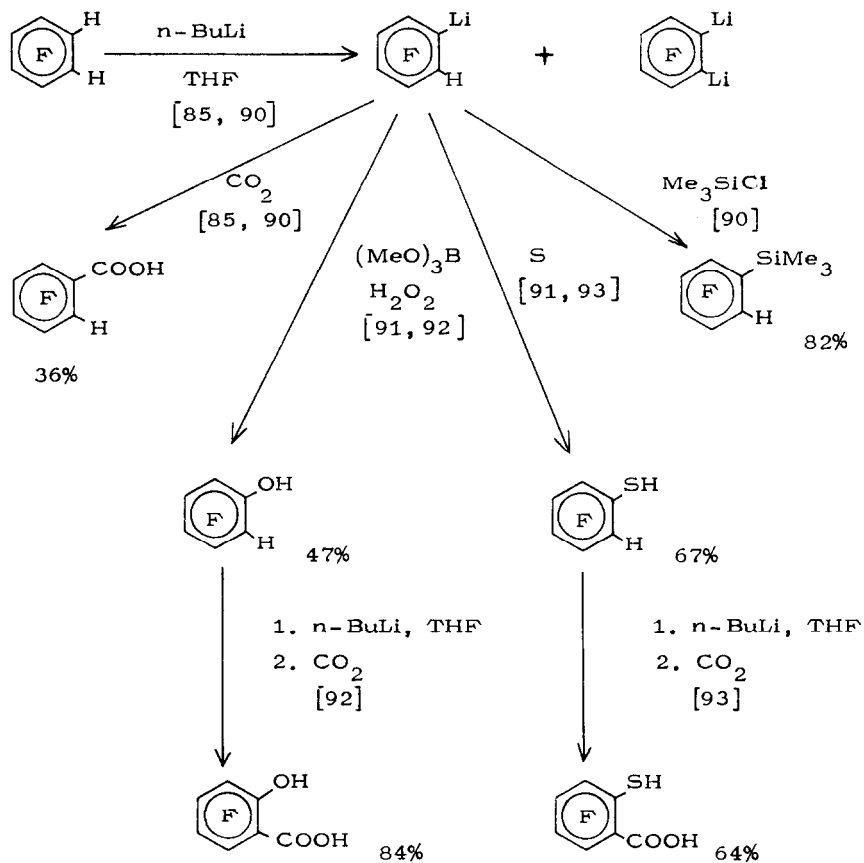 H
n-BuLi
Li
Li
F
F
F
H
THF
H
+
Li
[85, 90]
CO2
[85, 90]
Me3SiCl
[90]
(MeO)3B
H2O2
[91, 92]
S
[91, 93]
COOH
F
H
36%
SiMe3
F
H
82%
OH
F
H
47%
SH
F
H
67%
1. n-BuLi, THF
2. CO2
[92]
1. n-BuLi, THF
2. CO2
[93]
OH
F
COOH
84%
SH
F
COOH
64%